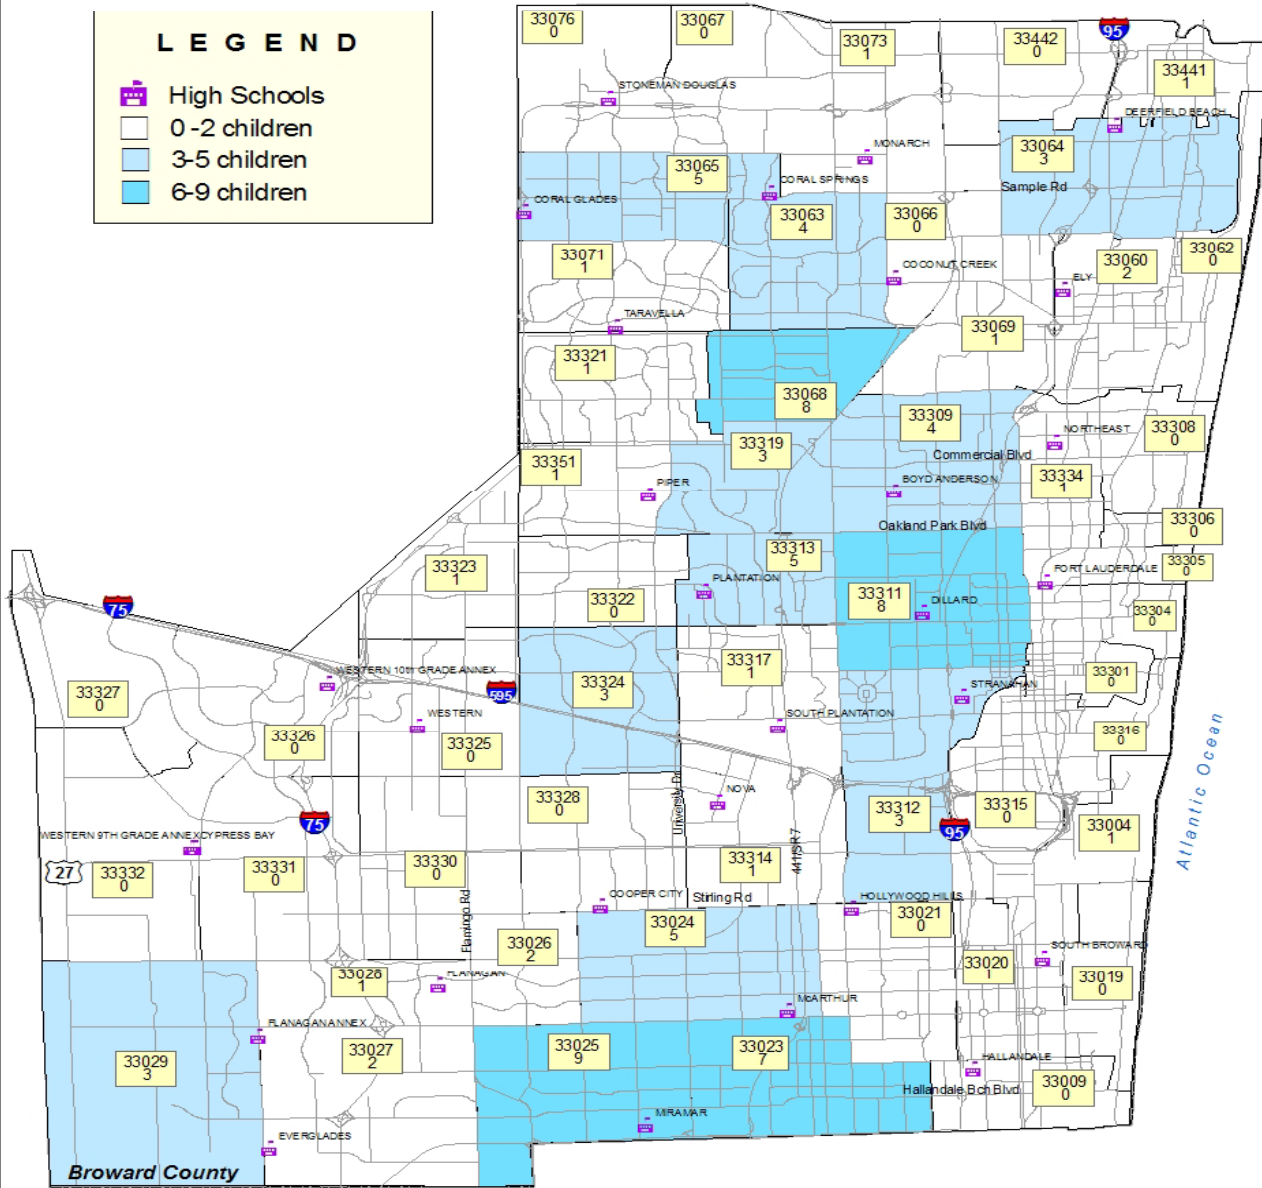 LEGEND
High Schools
0 -2 children
3-5 children
6-9 children
33076
0
33067
0
33073
1
33442
0
95
33441
1
STONEMAN DOUGLAS
DEERFIELD BEACH
MONARCH
33064
3
33065
5
CORAL SPRINGS
Sample Rd
CORAL GLADES
33063
4
33066
0
33071
1
COCONUT CREEK
ELY
33060
2
33062
0
TARAVELLA
33069
1
33321
1
33068
8
33309
4
NORTHEAST
33308
0
33319
3
Commercial Blvd
33351
1
PIPER
BOYD ANDERSON
33334
1
Oakland Park Blvd
33306
0
33323
1
33313
5
PLANTATION
FORT LAUDERDALE
33305
0
75
33322
0
33311
8
DILLARD
33304
0
WESTERN 10th GRADE ANNEX
33317
1
33301
0
33327
0
595
33324
3
STRANAHAN
WESTERN
SOUTH PLANTATION
33326
0
33325
0
33316
0
Atlantic Ocean
33328
0
University Dr
NOVA
33312
3
33315
0
75
95
33004
1
WESTERN 9TH GRADE ANNEX
CYPRESS BAY
441/SR 7
27
33332
0
33331
0
33330
0
33314
1
COOPER CITY
Stirling Rd
HOLLYWOOD HILLS
Flamingo Rd
33024
5
33021
0
33026
2
SOUTH BROWARD
33028
1
FLANAGAN
33020
1
33019
0
McARTHUR
FLANAGAN ANNEX
33029
3
33027
2
33025
9
33023
7
HALLANDALE
Hallandale Bch Blvd
33009
0
MIRAMAR
EVERGLADES
Broward County